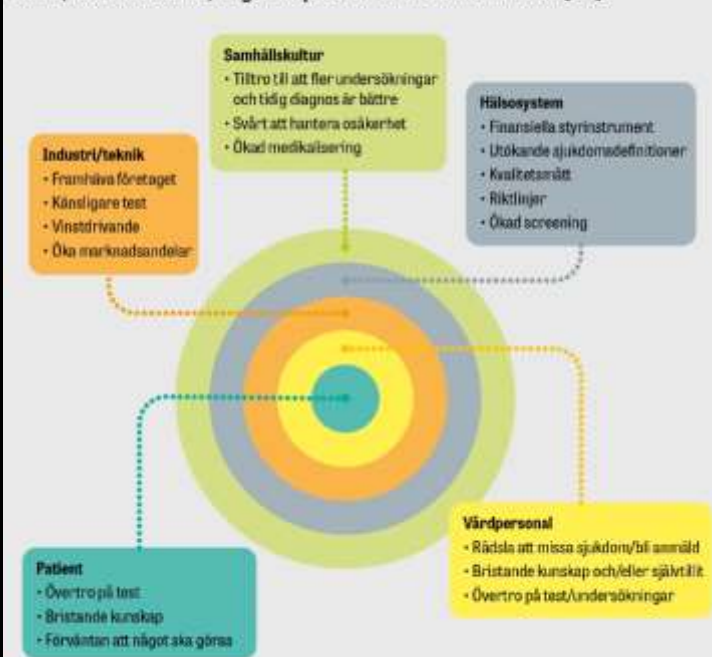 Samhällskultur
• Tilltro till att fler undersökningar
och tidig diagnos är bättre
• Svårt att hantera osäkerhet
• Ökad medikalisering
Hälsosystem
• Finansiella styrinstrument
• Utökande sjukdomsdefinitioner
• Kvalitetsmått
• Riktlinjer
• Ökad screening
Industri/teknik
• Framhäva företaget
• Känsligare test
• Vinstdrivande
• Öka marknadsandelar
Vårdpersonal
• Rädsla att missa sjukdom/bli anmäld
• Bristande kunskap och/eller självtillit
• Övertro på test/undersökningar
Patient
• Övertro på test
• Bristande kunskap
• Förväntan att något ska göras